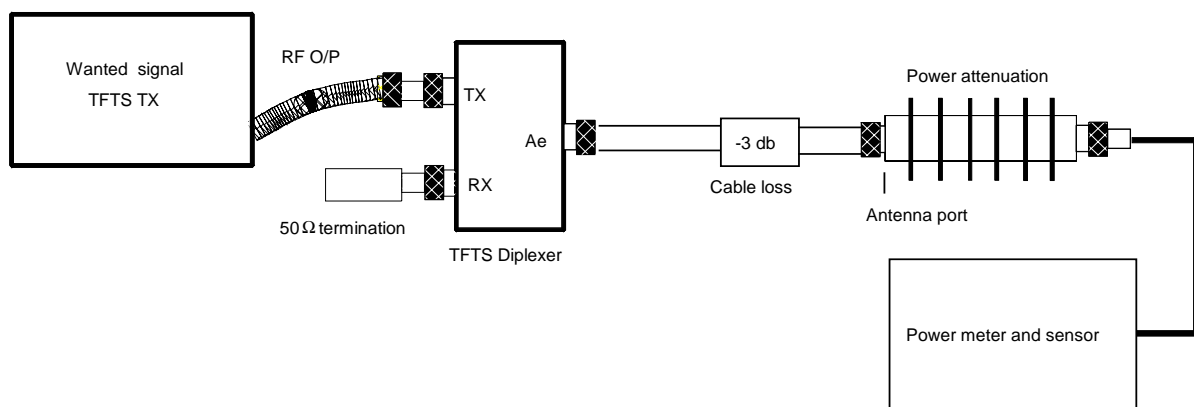 Wanted signal
TFTS TX
RF O/P
TX
Ae
RX
50Ω termination
TFTS Diplexer
-3 db
Cable loss
Power attenuation
Antenna port
Power meter and sensor